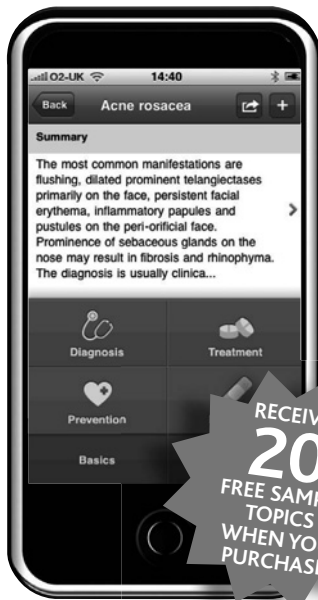 O2-UK 14:40
Back Acne rosacea +
Summary
The most common manifestations are
flushing, dilated prominent telangiectases
primarily on the face, persistent facial
erythema, inflammatory papules and
pustules on the peri-orificial face.
Prominence of sebaceous glands on the
nose may result in fibrosis and rhinophyma.
The diagnosis is usually clinica...
Diagnosis Treatment
Prevention
Basics
20
FREE
TOPICS
WHEN